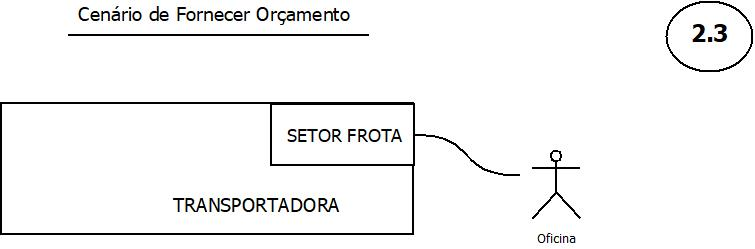 Cenário de Fornecer Orçamento
2.3
SETOR FROTA
TRANSPORTADORA
Oficina